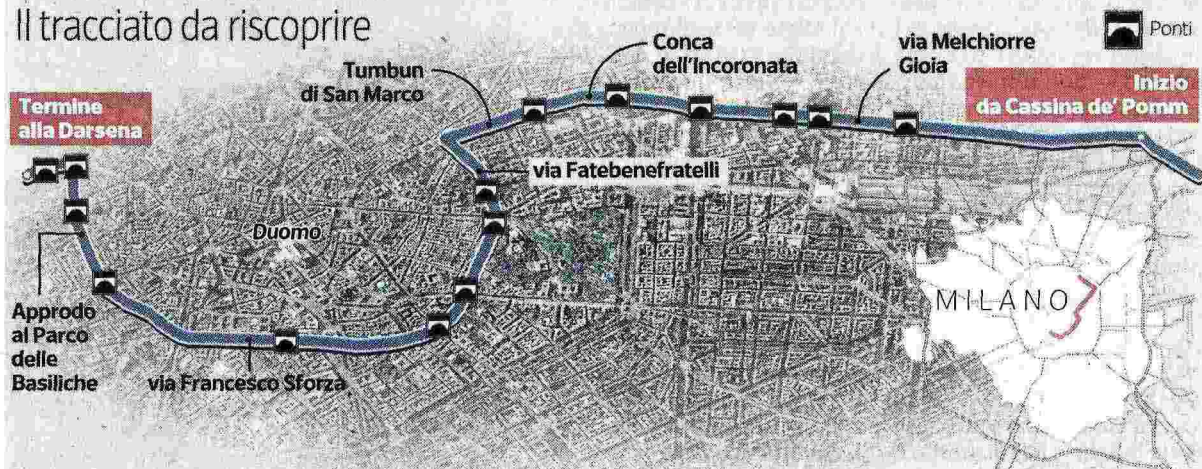 Il tracciato da riscoprire
Ponti
Termine
alla Darsena
Tumbun
di San Marco
Conca
dell'Incoronata
via Melchiorre
Gioia
Inizio
da Cassina de' Pomm
via Fatebenefratelli
Duomo
Approdo
al Parco
delle
Basiliche
via Francesco Sforza
MILANO